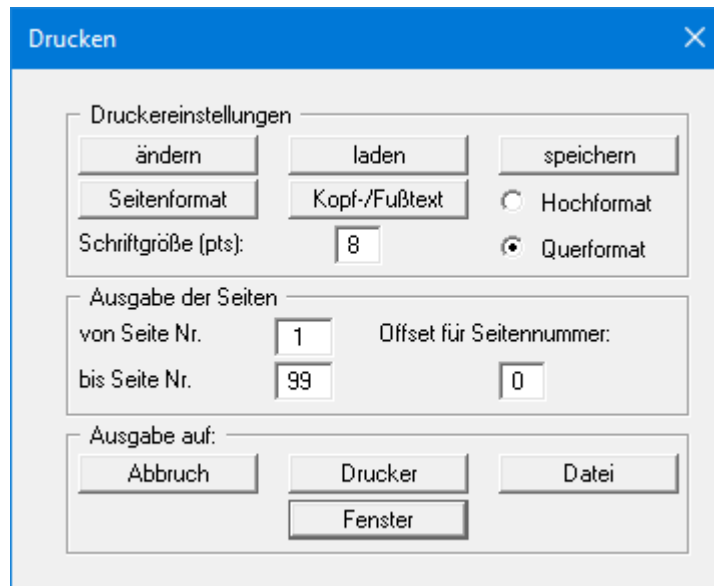 Drucken
Druckereinstellungen
ändern laden speichern
Seitenformat Kopf-/Fußtext Hochformat
Schriftgröße (pts): 8 Querformat
Ausgabe der Seiten
von Seite Nr. 1 Offset für Seitennummer:
bis Seite Nr. 99 0
Ausgabe auf:
Abbruch Drucker Datei
Fenster